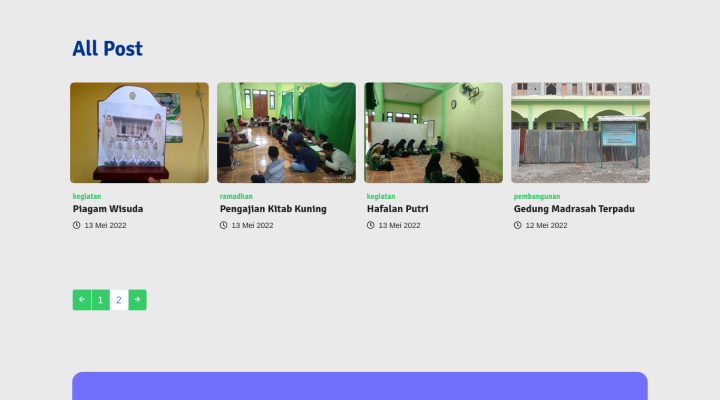 All Post
kegiatan
Piagam Wisuda
13 Mei 2022
ramadhan
Pengajian Kitab Kuning
13 Mei 2022
kegiatan
Hafalan Putri
13 Mei 2022
pembangunan
Gedung Madrasah Terpadu
12 Mei 2022
1
2